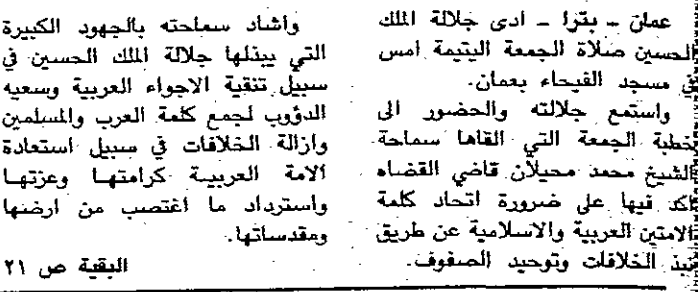 عمان - بترا - ادى جلالة الملك
الحسين صلاة الجمعة اليتيمة امس
في مسجد الفيحاء بعمان.
واستمع جلالته والحضور الى
خطبة الجمعة التي القاها سماحة
الشيخ محمد محيلان قاضي القضاه
اكد فيها على ضرورة اتحاد كلمة
الامتين العربية والاسلامية عن طريق
نبذ الخلافات وتوحيد الصفوف.
واشاد سماحته بالجهود الكبيرة
التي يبذلها جلالة الملك الحسين في
سبيل تنقية الاجواء العربية وسعيه
الدؤوب لجمع كلمة العرب والمسلمين
وازالة الخلافات في سبيل استعادة
الامة العربية كرامتها وعزتها
واسترداد ما اغتصب من ارضها
ومقدساتها.
البقية ص ٢١